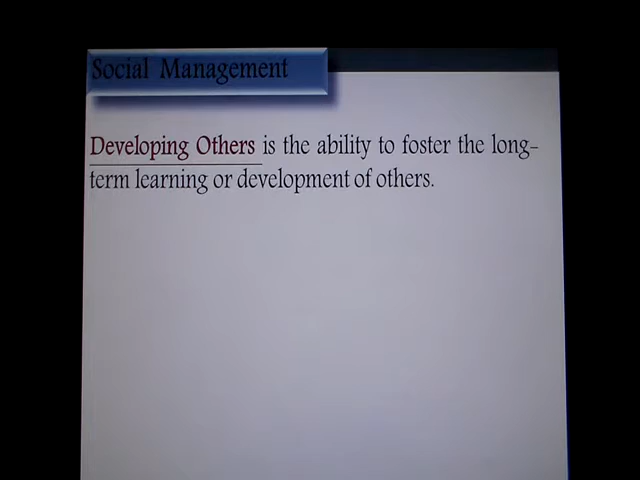 Social Management
Developing Others is the ability to foster the long-
term learning or development of others.